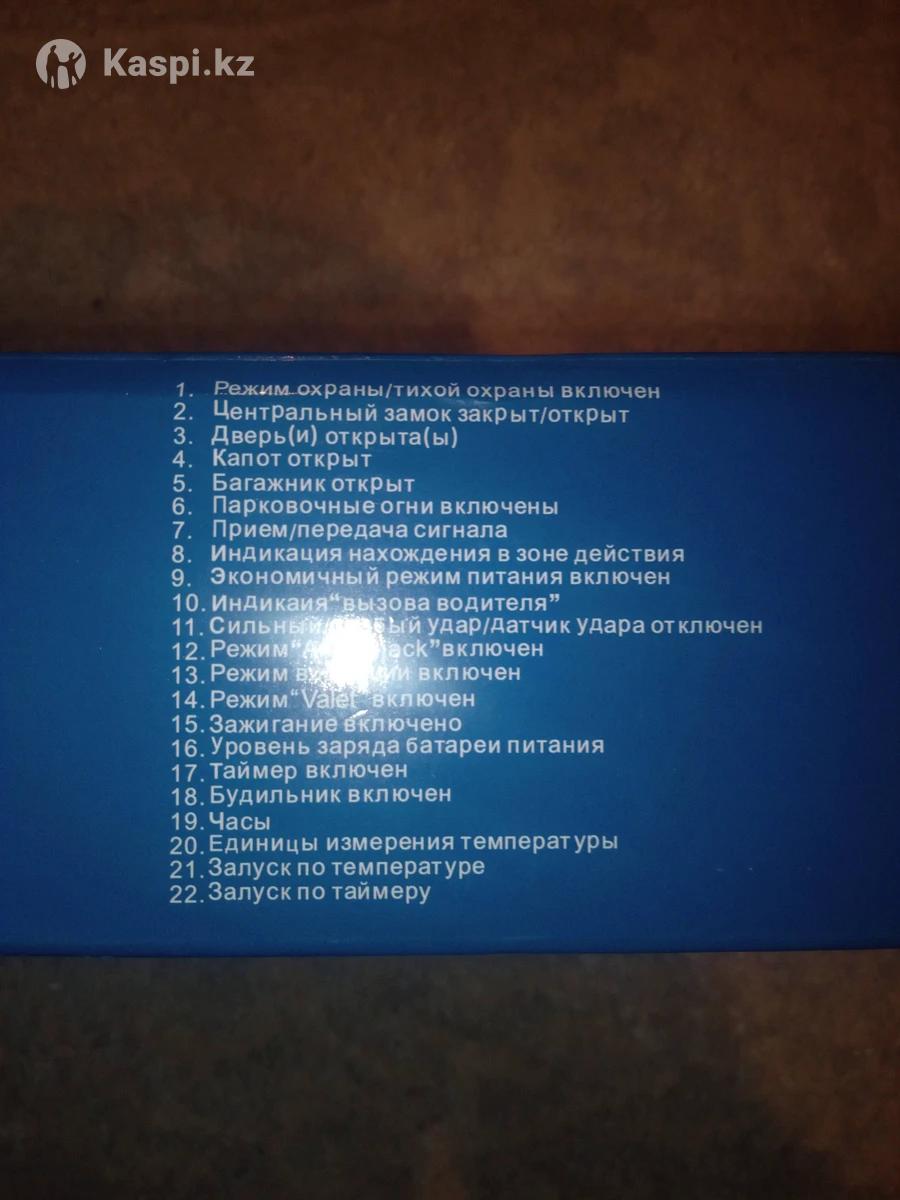 Kaspi.kz
1. Режим охраны/тихой охраны включен
2. Центральный замок закрыт/открыт
3. Дверь(и) открыта(ы)
4. Капот открыт
5. Багажник открыт
6. Парковочные огни включены
7. Прием/передача сигнала
8. Индикация нахождения в зоне действия
9. Экономичный режим питания включен
10. Индикаия“вызова водителя”
11. Сильный/ удар/датчик удара отключен
12. Режим включен
13. Режим включен
14. Режим“Valet” включен
15. Зажигание включено
16. Уровень заряда батареи питания
17. Таймер включен
18. Будильник включен
19. Часы
20. Единицы измерения температуры
21. Залуск по температуре
22. Залуск по таймеру